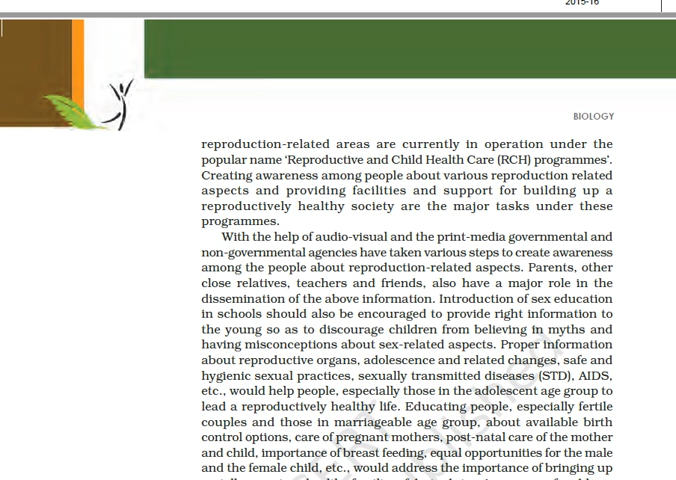 2015-16
BIOLOGY
reproduction-related areas are currently in operation under the
popular name ‘Reproductive and Child Health Care (RCH) programmes’.
Creating awareness among people about various reproduction related
aspects and providing facilities and support for building up a
reproductively healthy society are the major tasks under these
programmes.
With the help of audio-visual and the print-media governmental and
non-governmental agencies have taken various steps to create awareness
among the people about reproduction-related aspects. Parents, other
close relatives, teachers and friends, also have a major role in the
dissemination of the above information. Introduction of sex education
in schools should also be encouraged to provide right information to
the young so as to discourage children from believing in myths and
having misconceptions about sex-related aspects. Proper information
about reproductive organs, adolescence and related changes, safe and
hygienic sexual practices, sexually transmitted diseases (STD), AIDS,
etc., would help people, especially those in the adolescent age group to
lead a reproductively healthy life. Educating people, especially fertile
couples and those in marriageable age group, about available birth
control options, care of pregnant mothers, post-natal care of the mother
and child, importance of breast feeding, equal opportunities for the male
and the female child, etc., would address the importance of bringing up